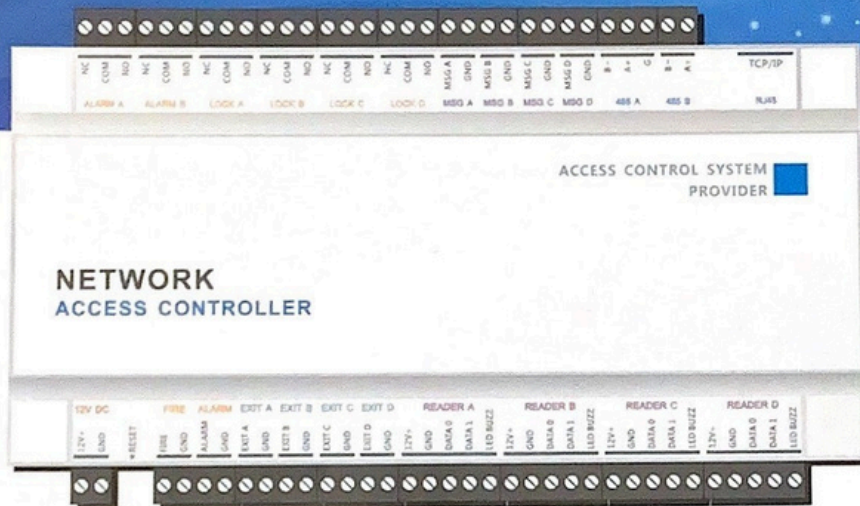 NC COM NO NC COM NO NC COM NO NC COM NO NC COM NO NC COM NO MSG A GND MSG B GND MSG C GND MSG D GND B- A+ G B- A+ TCP/IP
ALARM A ALARM B LOCK A LOCK B LOCK C LOCK D MSG A MSG B MSG C MSG D 485 A 485 B RJ45
ACCESS CONTROL SYSTEM
PROVIDER
NETWORK
ACCESS CONTROLLER
12V DC FIRE ALARM EXIT A EXIT B EXIT C EXIT D READER A READER B READER C READER D
12V+ GND RESET FIRE GND ALARM GND EXIT A GND EXIT B GND EXIT C GND EXIT D GND 12V+ GND DATA 0 DATA 1 LED BUZZ 12V+ GND DATA 0 DATA 1 LED BUZZ 12V+ GND DATA 0 DATA 1 LED BUZZ 12V+ GND DATA 0 DATA 1 LED BUZZ